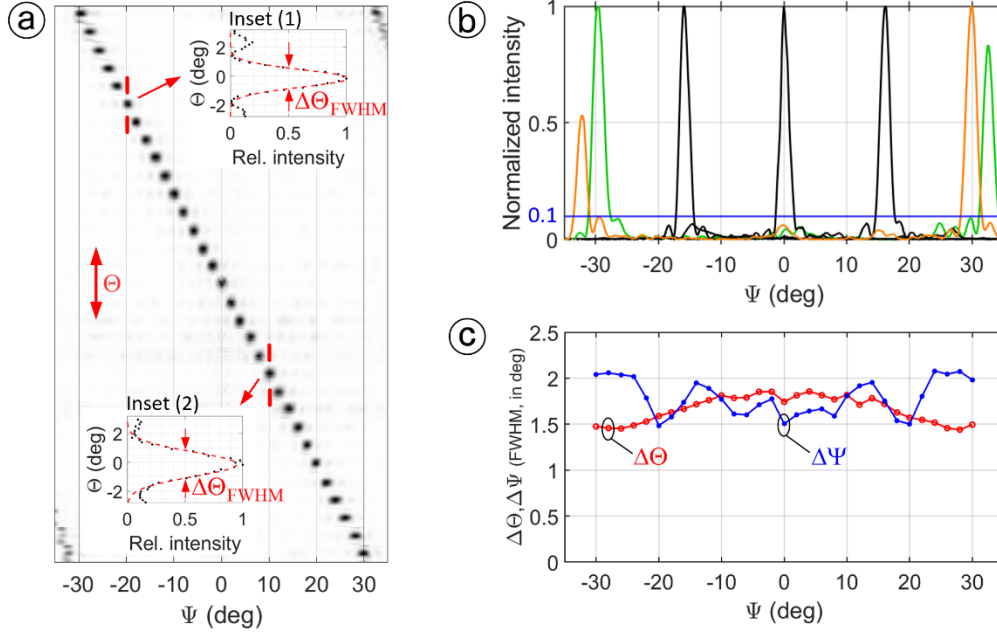 a
Inset (1)
Θ (deg)
2
0
-2
ΔΘFWHM
0
0.5
1
Rel. intensity
Θ
Inset (2)
Θ (deg)
2
0
-2
ΔΘFWHM
0
0.5
1
Rel. intensity
-30 -20 -10 0 10 20 30
Ψ (deg)
b
Normalized intensity
1
0.5
0.1
0
-30 -20 -10 0 10 20 30
Ψ (deg)
c
ΔΘ,ΔΨ (FWHM, in deg)
2.5
2
1.5
1
0.5
0
ΔΘ
ΔΨ
-30 -20 -10 0 10 20 30
Ψ (deg)